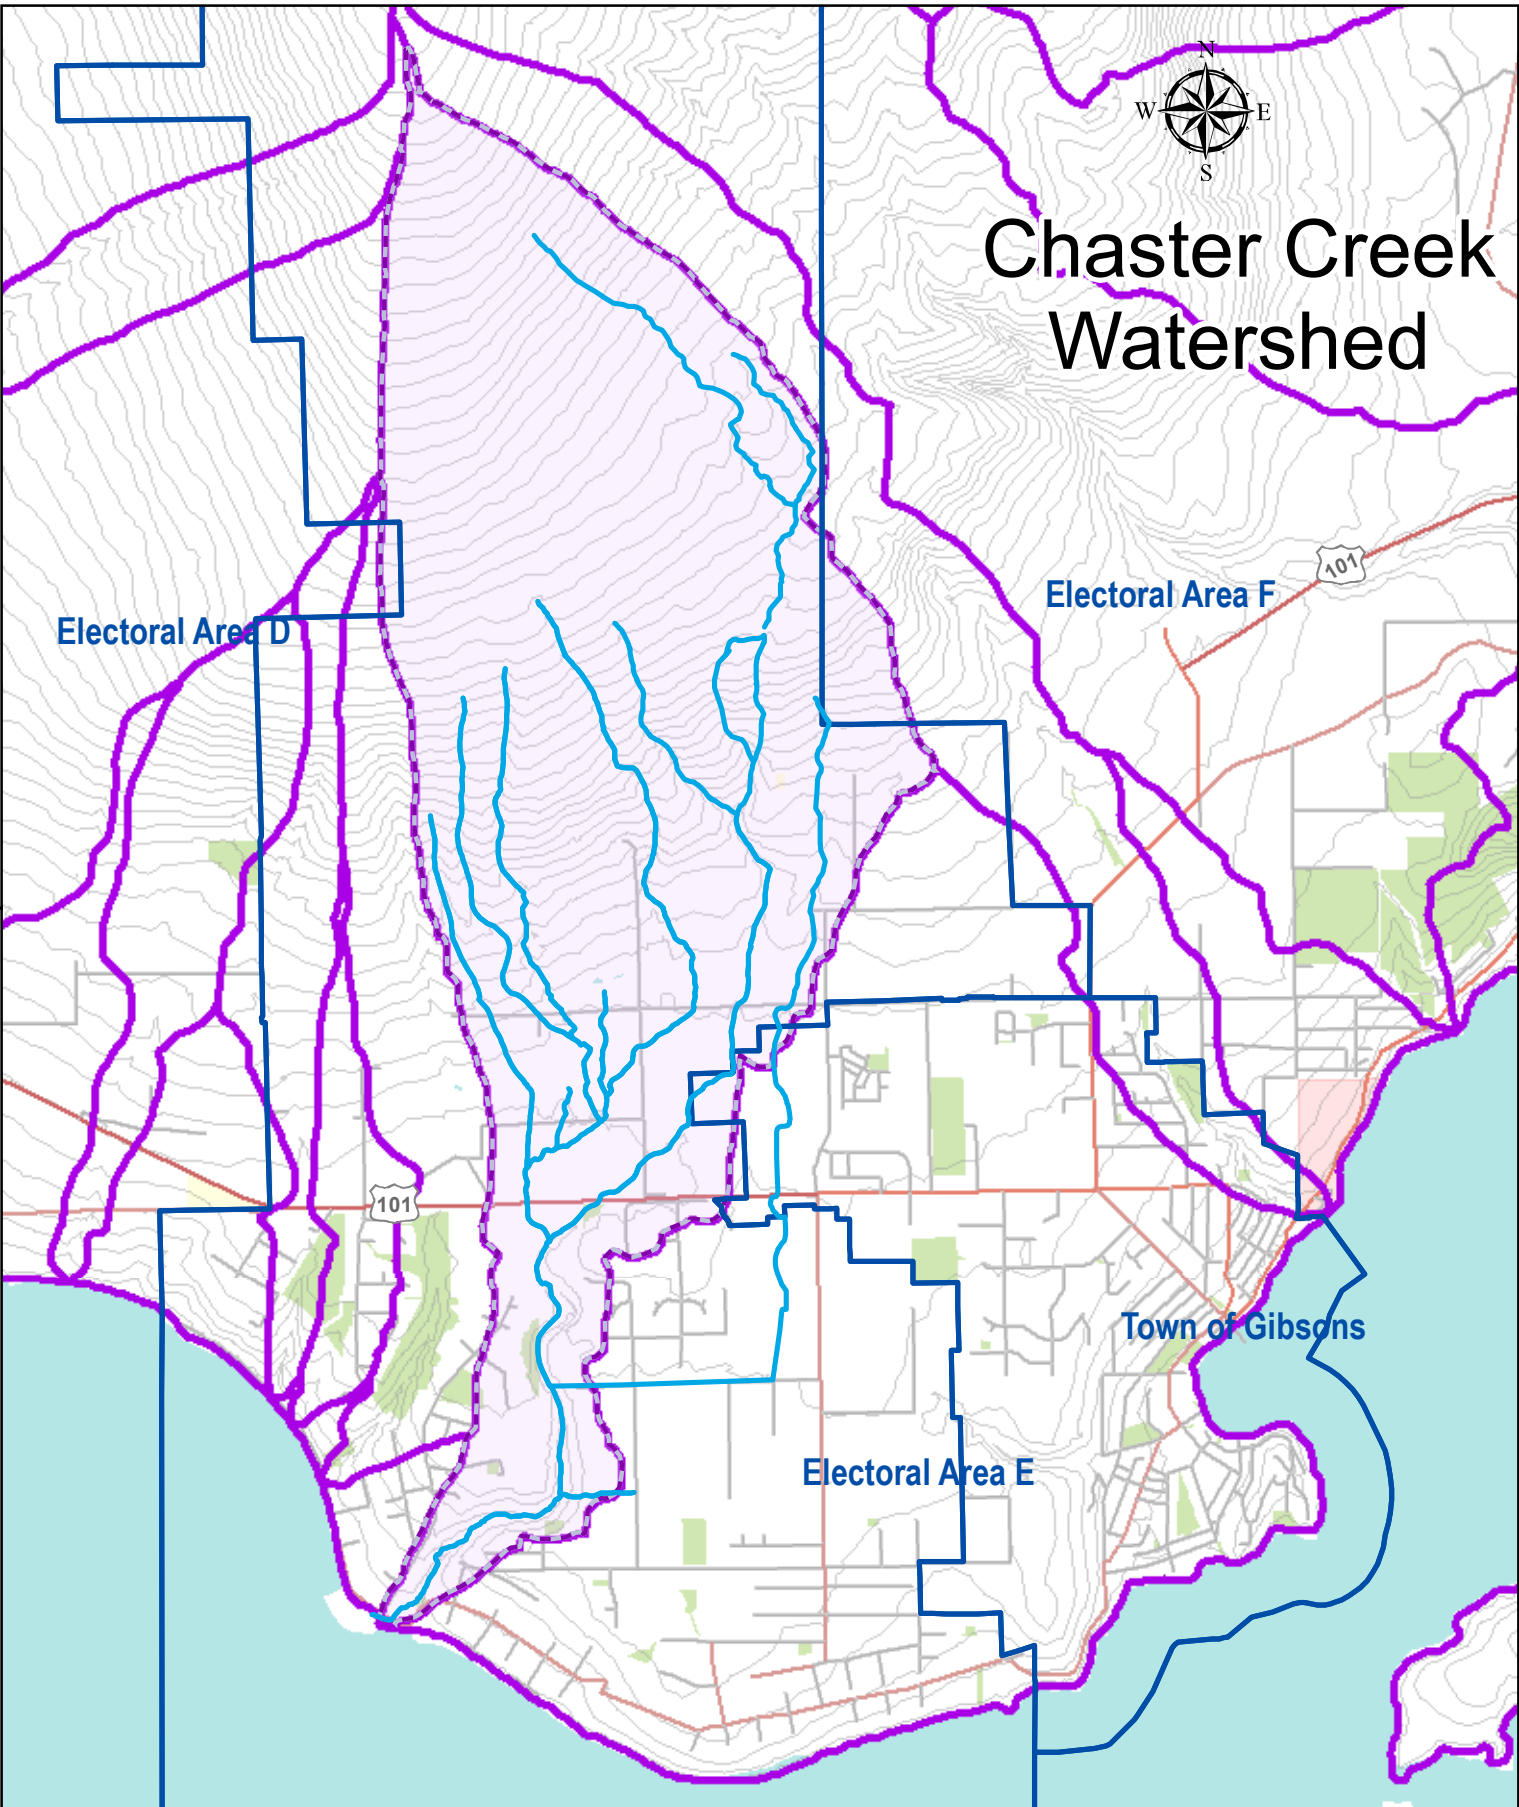 N
W E
S
Chaster Creek
Watershed
101
Electoral Area F
Electoral Area D
101
Town of Gibsons
Electoral Area E